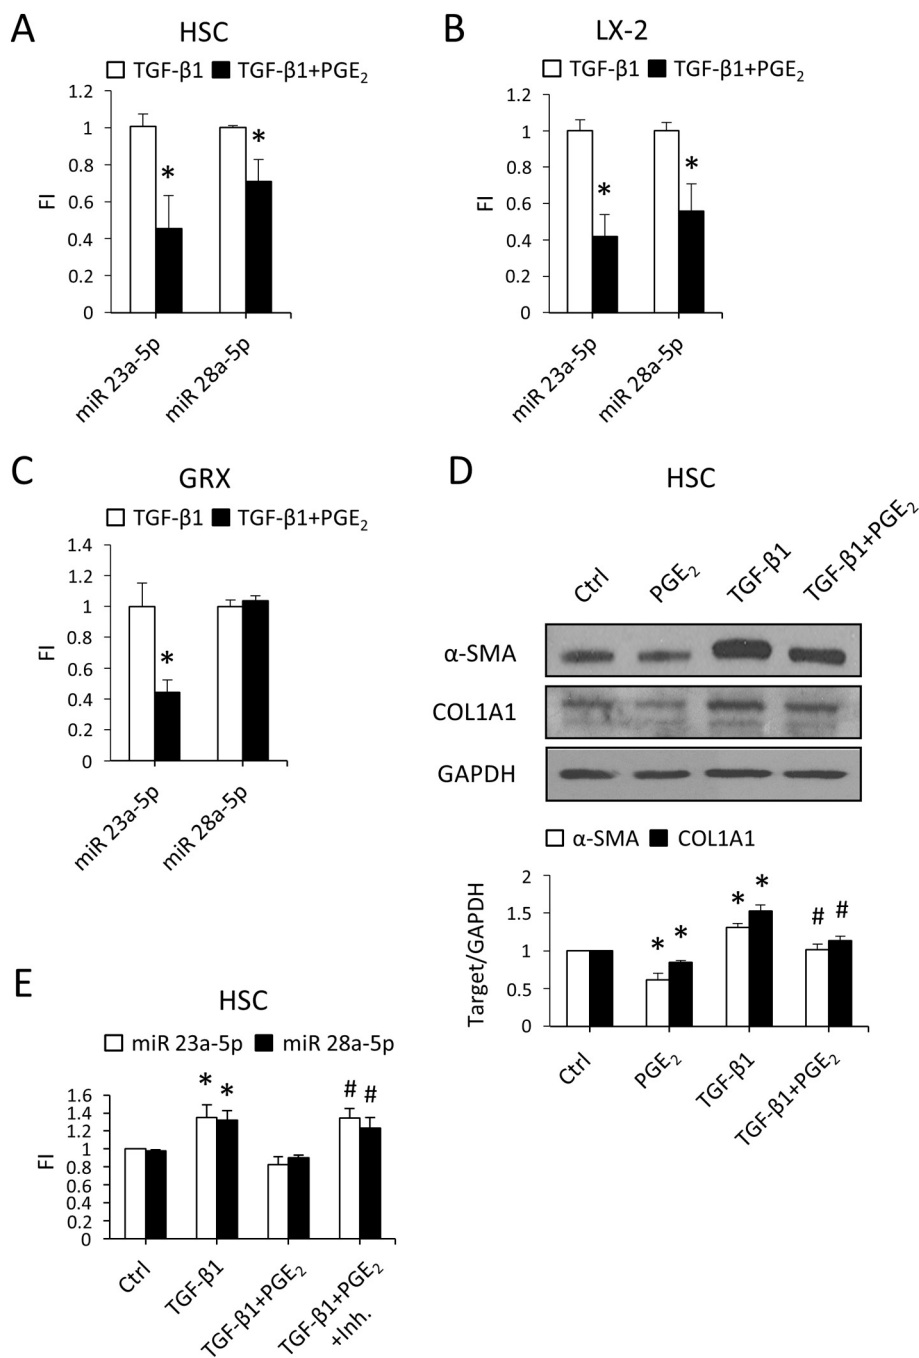 A
HSC
TGF-β1 TGF-β1+PGE₂
FI
1.2
1
0.8
0.6
0.4
0.2
0
*
*
miR 23a-5p
miR 28a-5p
B
LX-2
TGF-β1 TGF-β1+PGE₂
FI
1.2
1
0.8
0.6
0.4
0.2
0
*
*
miR 23a-5p
miR 28a-5p
C
GRX
TGF-β1 TGF-β1+PGE₂
FI
1.4
1.2
1
0.8
0.6
0.4
0.2
0
*
miR 23a-5p
miR 28a-5p
D
HSC
Ctrl
PGE₂
TGF-β1
TGF-β1+PGE₂
α-SMA
COL1A1
GAPDH
α-SMA COL1A1
Target/GAPDH
2
1.5
1
0.5
0
* *
* *
# #
Ctrl
PGE₂
TGF-β1
TGF-β1+PGE₂
E
HSC
miR 23a-5p miR 28a-5p
FI
1.6
1.4
1.2
1
0.8
0.6
0.4
0.2
0
* *
# #
Ctrl
TGF-β1
TGF-β1+PGE₂
TGF-β1+PGE₂
+Inh.